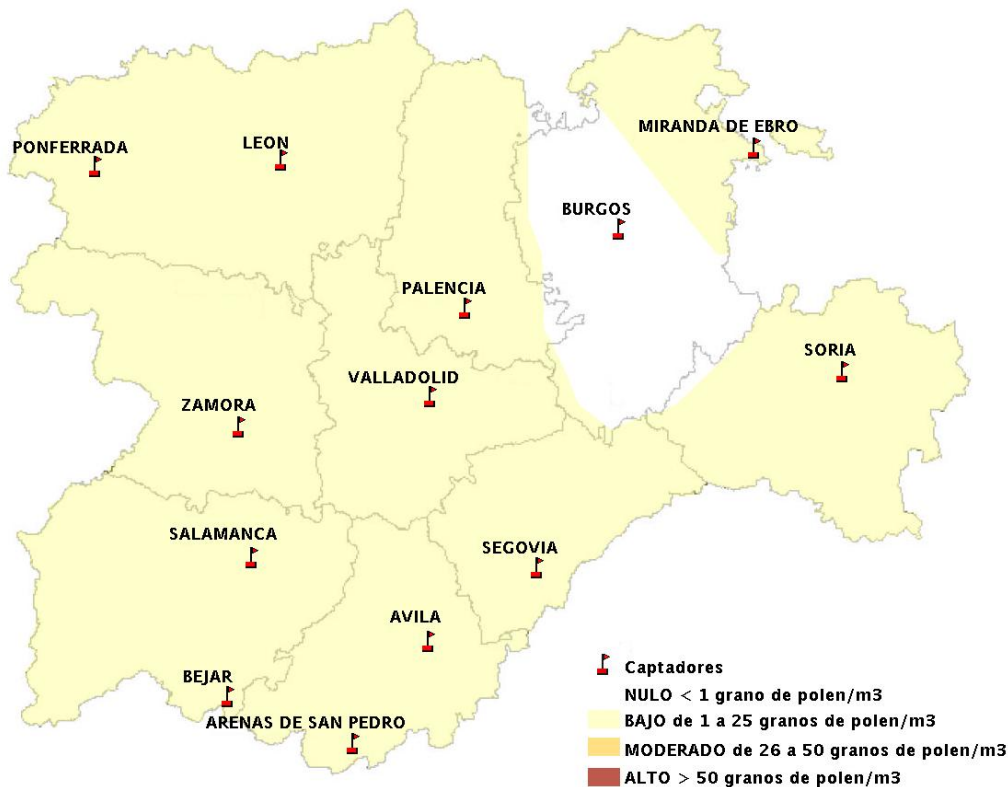 MIRANDA DE EBRO
PONFERRADA
LEON
BURGOS
PALENCIA
SORIA
VALLADOLID
ZAMORA
SALAMANCA
SEGOVIA
AVILA
BEJAR
ARENAS DE SAN PEDRO
Captadores
NULO < 1 grano de polen/m3
BAJO de 1 a 25 granos de polen/m3
MODERADO de 26 a 50 granos de polen/m3
ALTO > 50 granos de polen/m3